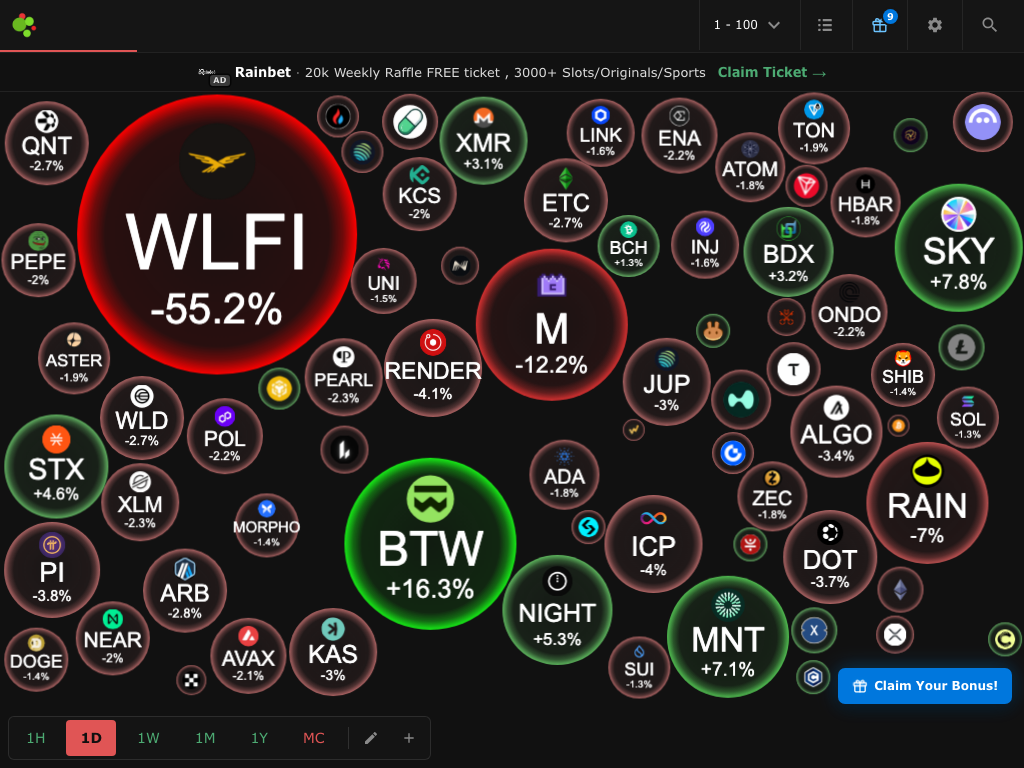 1 - 100
9
AD
Rainbet · 20k Weekly Raffle FREE ticket , 3000+ Slots/Originals/Sports Claim Ticket →
QNT
-2.7%
WLFI
-55.2%
XMR
+3.1%
LINK
-1.6%
ENA
-2.2%
TON
-1.9%
ATOM
-1.8%
KCS
-2%
ETC
-2.7%
HBAR
-1.8%
BCH
+1.3%
INJ
-1.6%
BDX
+3.2%
SKY
+7.8%
PEPE
-2%
UNI
-1.5%
M
-12.2%
ONDO
-2.2%
ASTER
-1.9%
PEARL
-2.3%
RENDER
-4.1%
JUP
-3%
T
SHIB
-1.4%
WLD
-2.7%
POL
-2.2%
ALGO
-3.4%
SOL
-1.3%
STX
+4.6%
XLM
-2.3%
ADA
-1.8%
ZEC
-1.8%
RAIN
-7%
MORPHO
-1.4%
BTW
+16.3%
ICP
-4%
DOT
-3.7%
PI
-3.8%
ARB
-2.8%
NIGHT
+5.3%
MNT
+7.1%
X
NEAR
-2%
DOGE
-1.4%
AVAX
-2.1%
KAS
-3%
SUI
-1.3%
Claim Your Bonus!
1H 1D 1W 1M 1Y MC +